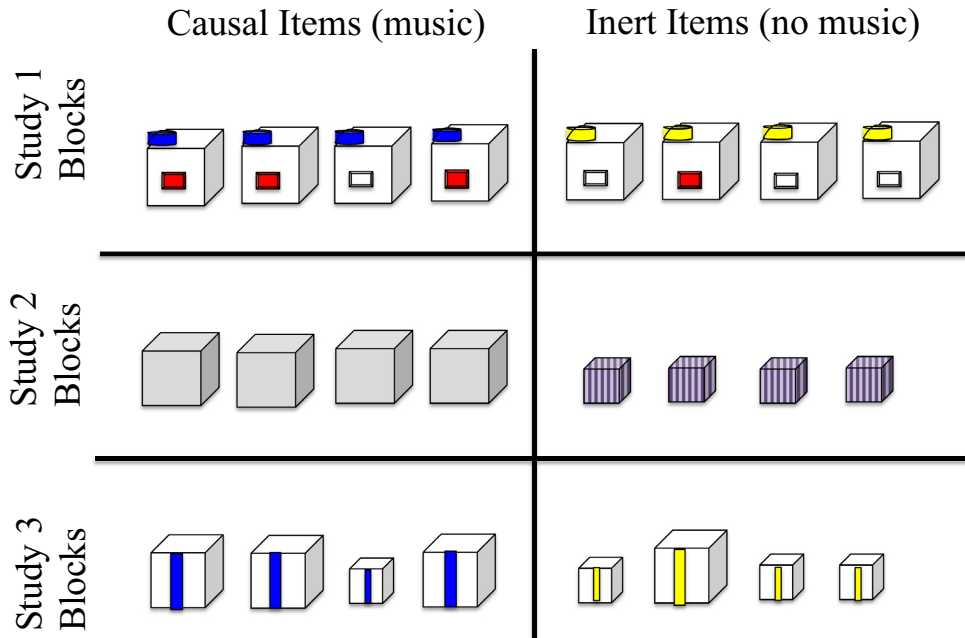 Causal Items (music)
Inert Items (no music)
Study 1
Blocks
Study 2
Blocks
Study 3
Blocks